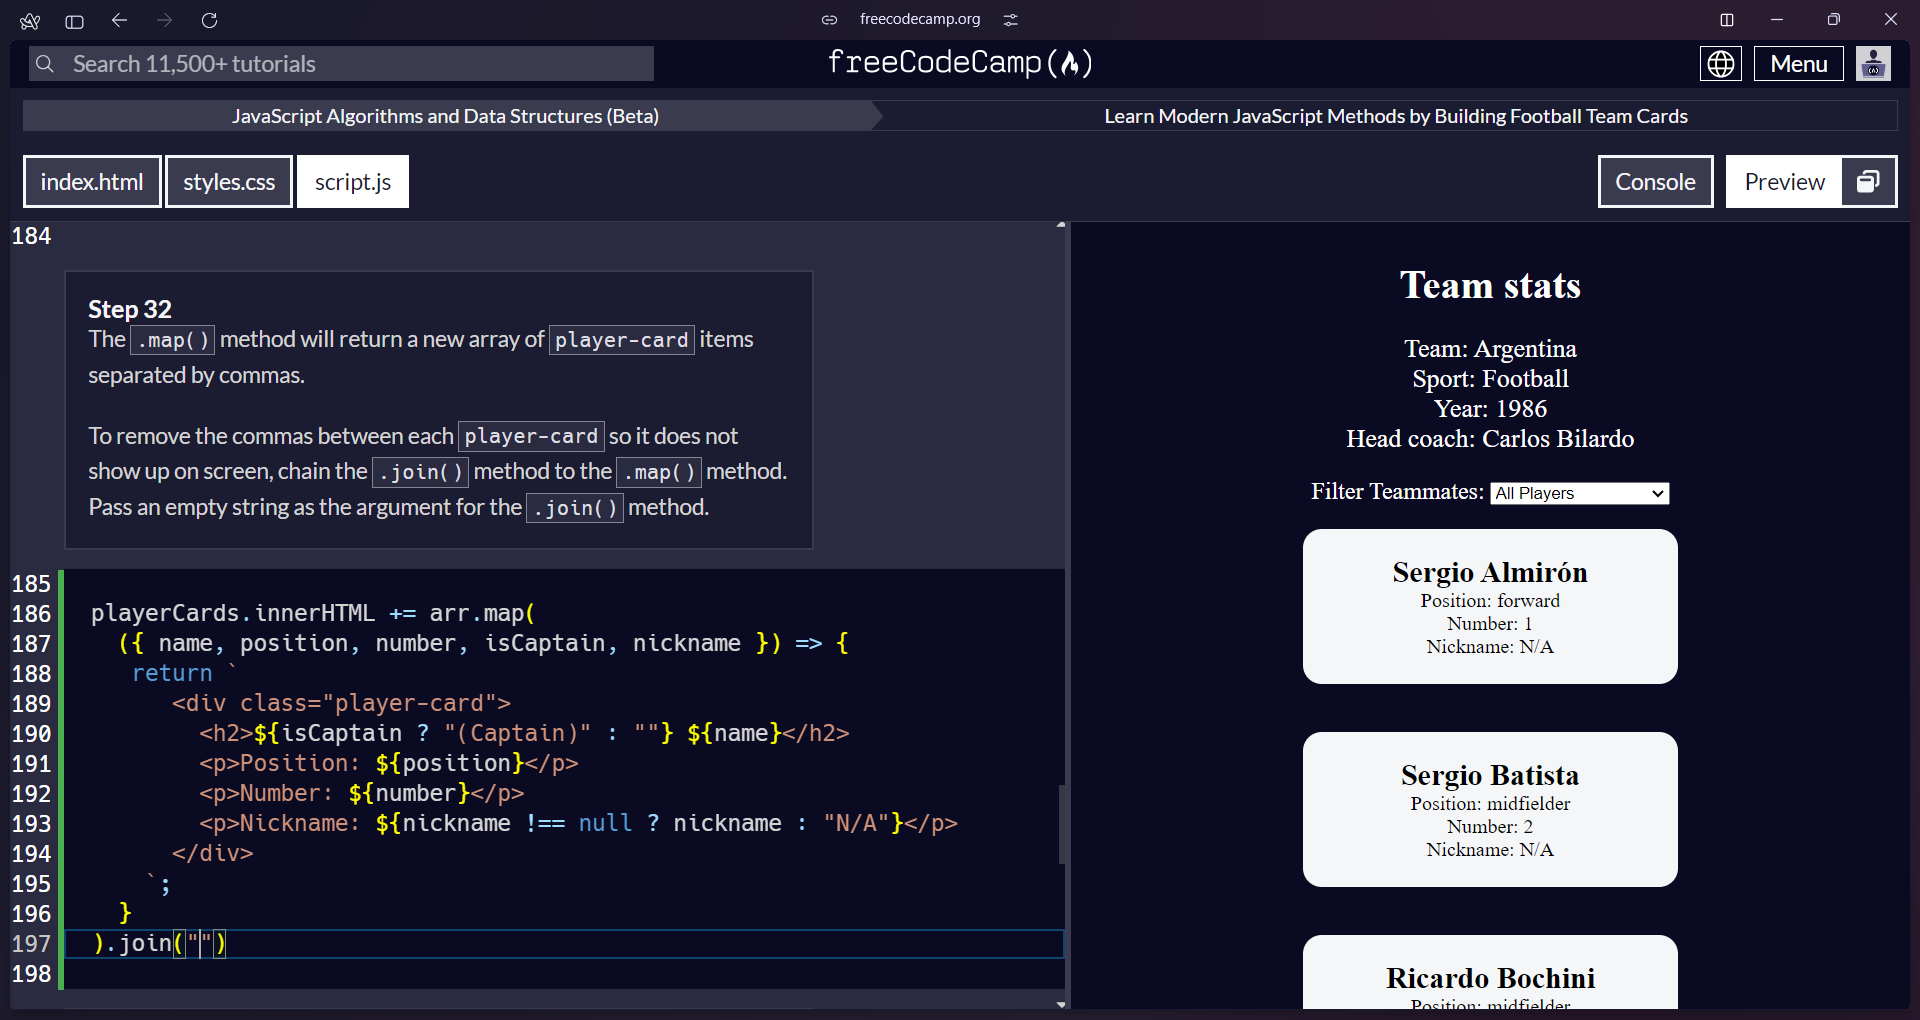 freecodecamp.org
Search 11,500+ tutorials
freeCodeCamp
Menu
JavaScript Algorithms and Data Structures (Beta)
Learn Modern JavaScript Methods by Building Football Team Cards
index.html
styles.css
script.js
Console
Preview
184
Step 32
The .map() method will return a new array of player-card items
separated by commas.
To remove the commas between each player-card so it does not
show up on screen, chain the .join() method to the .map() method.
Pass an empty string as the argument for the .join() method.
185
186 playerCards.innerHTML += arr.map(
187 ({ name, position, number, isCaptain, nickname }) => {
188 return `
189 <div class="player-card">
190 <h2>${isCaptain ? "(Captain)" : ""} ${name}</h2>
191 <p>Position: ${position}</p>
192 <p>Number: ${number}</p>
193 <p>Nickname: ${nickname !== null ? nickname : "N/A"}</p>
194 </div>
195 `;
196 }
197 ).join("")
198
Team stats
Team: Argentina
Sport: Football
Year: 1986
Head coach: Carlos Bilardo
Filter Teammates: All Players
Sergio Almirón
Position: forward
Number: 1
Nickname: N/A
Sergio Batista
Position: midfielder
Number: 2
Nickname: N/A
Ricardo Bochini
Position: midfielder